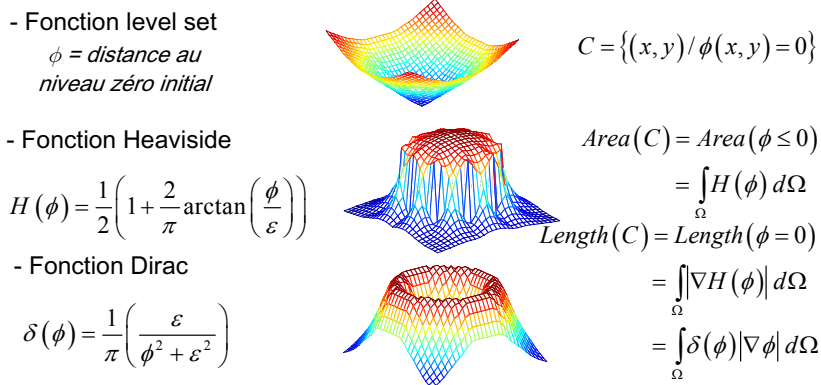 - Fonction level set
ϕ = distance au
niveau zéro initial
C = {(x, y) / ϕ(x, y) = 0}
- Fonction Heaviside
H(ϕ) = 1/2 (1 + 2/π arctan(ϕ/ε))
Area(C) = Area(ϕ ≤ 0)
= ∫_Ω H(ϕ) dΩ
Length(C) = Length(ϕ = 0)
= ∫_Ω |∇H(ϕ)| dΩ
= ∫_Ω δ(ϕ)|∇ϕ| dΩ
- Fonction Dirac
δ(ϕ) = 1/π (ε / (ϕ² + ε²))